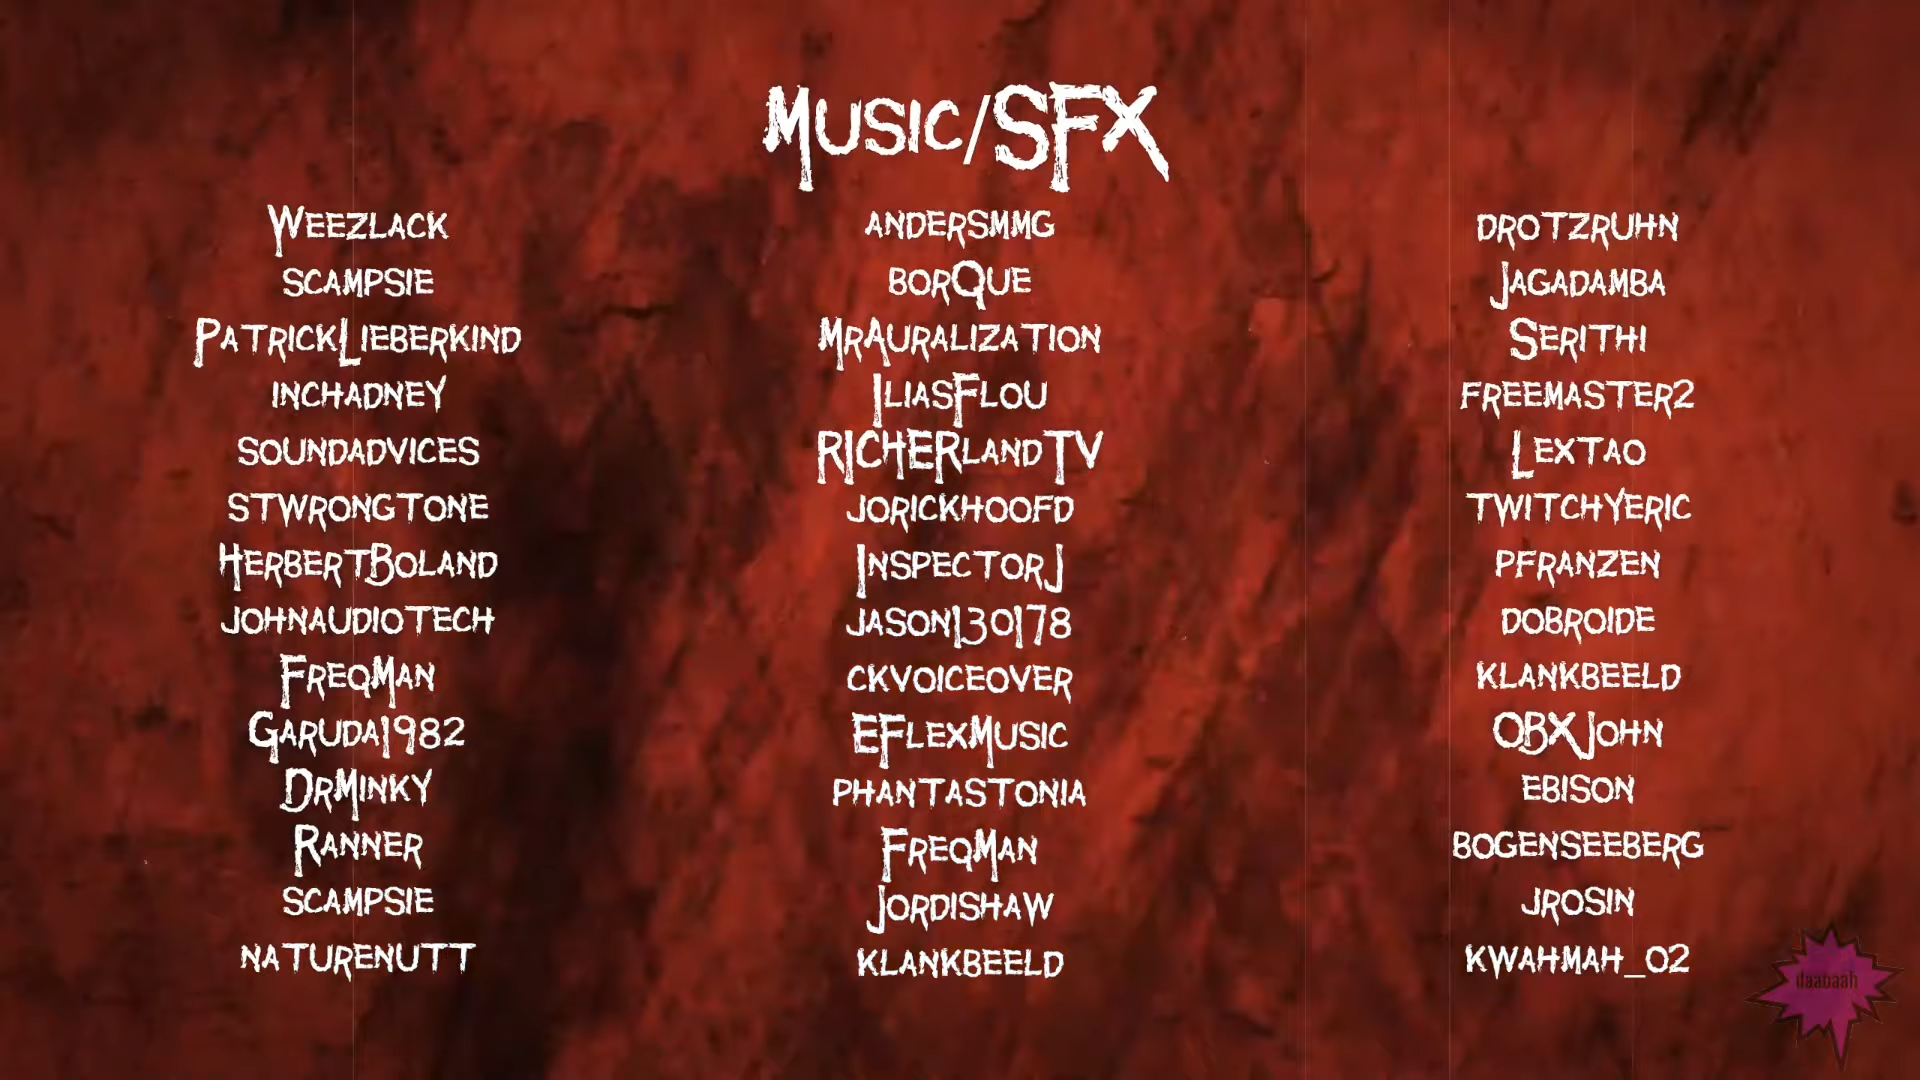 Music/SFX
Weezlack
scampsie
PatrickLieberkind
inchadney
soundadvices
stwrongtone
HerbertBoland
johnaudiotech
FreqMan
Garuda1982
DrMinky
Ranner
scampsie
naturenutt
andersmmg
borQue
MrAuralization
IliasFlou
RICHERlandTV
jorickhoofd
InspectorJ
jason130178
ckvoiceover
EFlexMusic
phantastonia
FreqMan
Jordishaw
klankbeeld
drotzruhn
Jagadamba
Serithi
freemaster2
Lextao
twitchYeric
pfranzen
dobroide
klankbeeld
OBXJohn
ebison
bogenseeberg
jrosin
kwahmah_02
daabaah